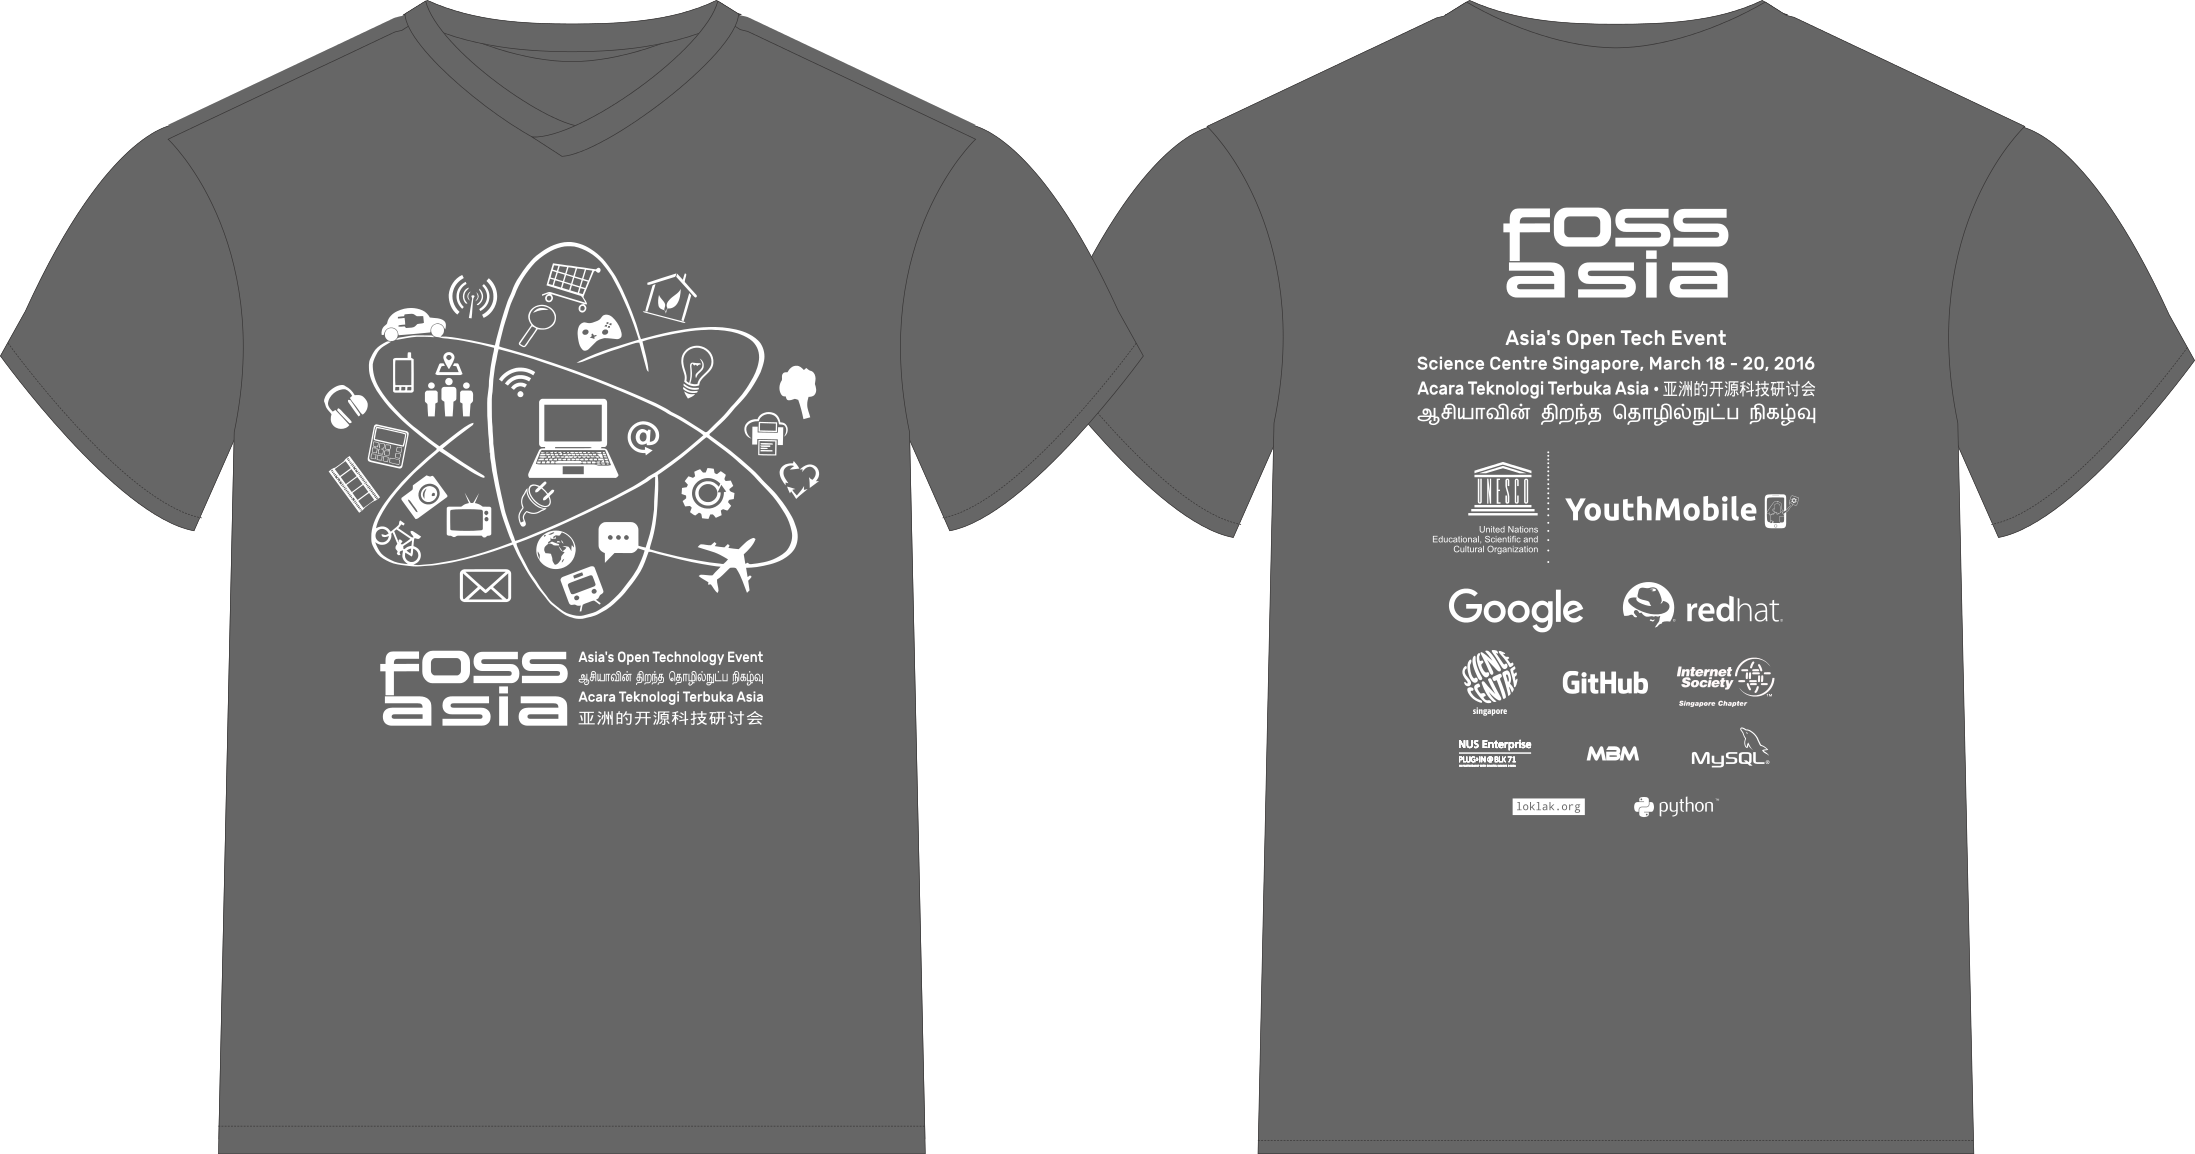 foss
asia
Asia's Open Technology Event
ஆசியாவின் திறந்த தொழில்நுட்ப நிகழ்வு
Acara Teknologi Terbuka Asia
亚洲的开源科技研讨会
@
foss
asia
Asia's Open Tech Event
Science Centre Singapore, March 18 - 20, 2016
Acara Teknologi Terbuka Asia • 亚洲的开源科技研讨会
ஆசியாவின் திறந்த தொழில்நுட்ப நிகழ்வு
UNESCO
United Nations
Educational, Scientific and
Cultural Organization
YouthMobile
Google
redhat.
SCIENCE
CENTRE
singapore
GitHub
Internet
Society
Singapore Chapter
NUS Enterprise
PLUG-IN@BLK 71
MBM
MySQL
loklak.org
python